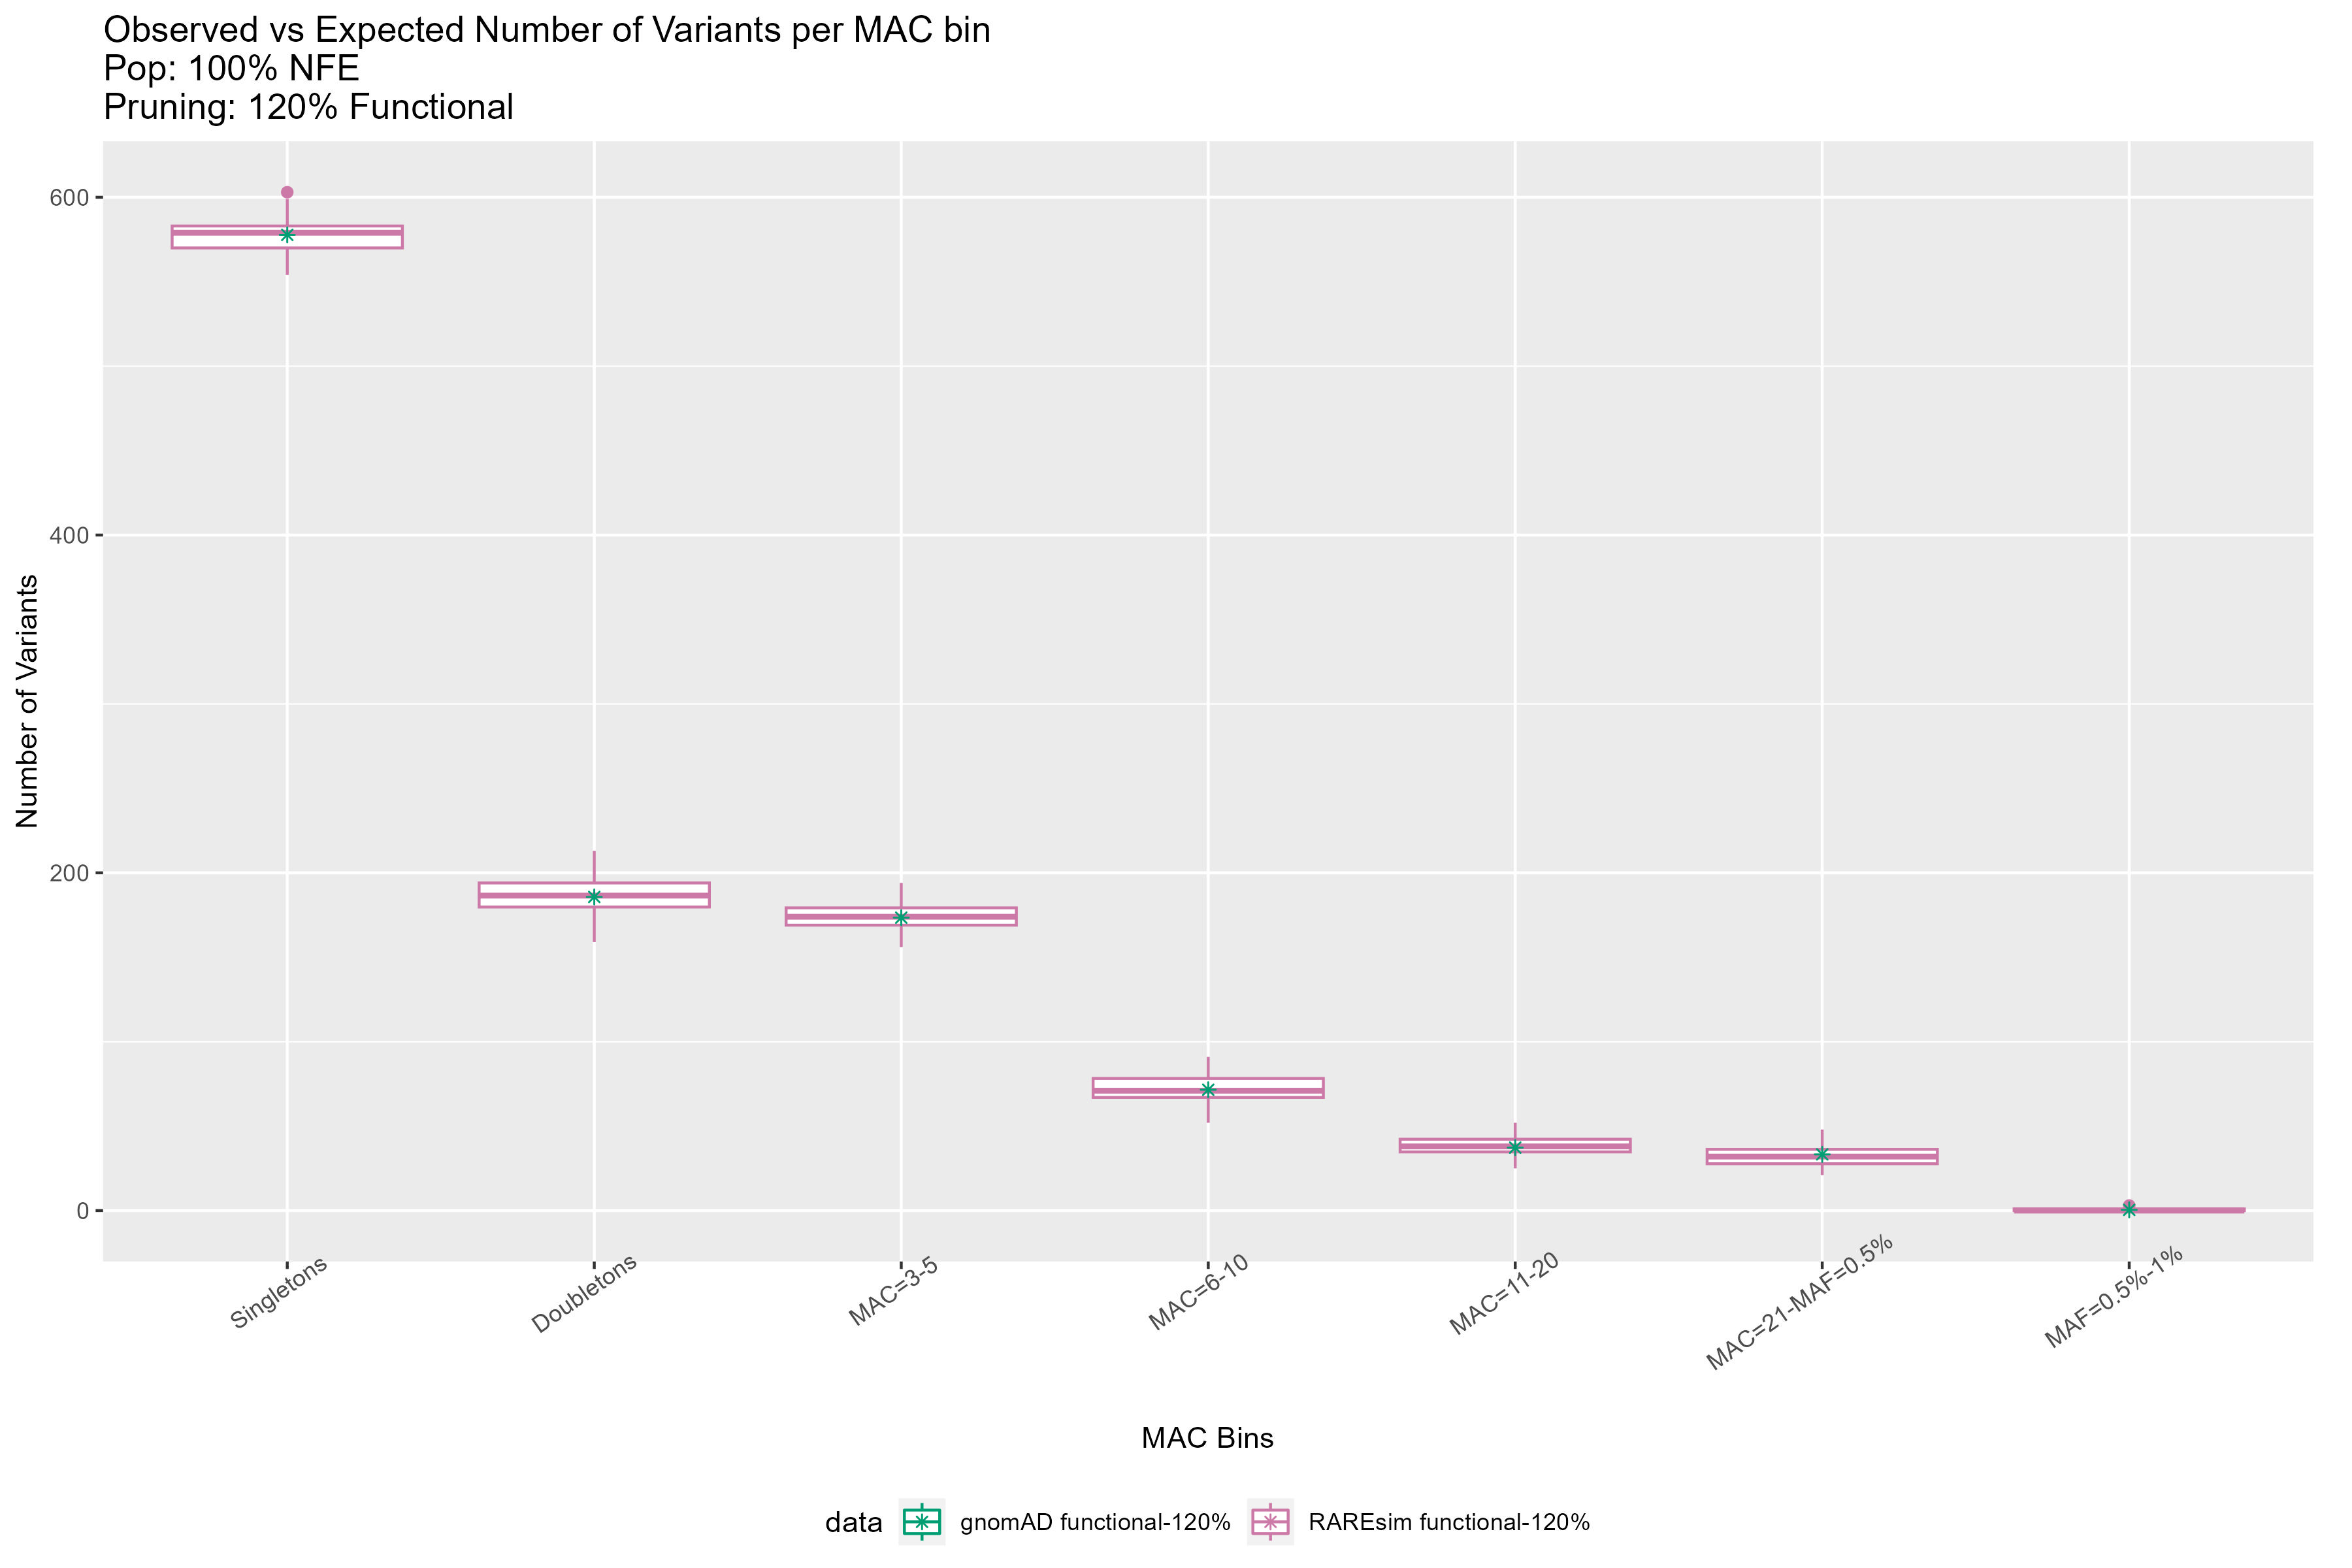 Observed vs Expected Number of Variants per MAC bin
Pop: 100% NFE
Pruning: 120% Functional
Number of Variants
600
400
200
0
Singletons
Doubletons
MAC=3-5
MAC=6-10
MAC=11-20
MAC=21-MAF=0.5%
MAF=0.5%-1%
MAC Bins
data gnomAD functional-120% RAREsim functional-120%